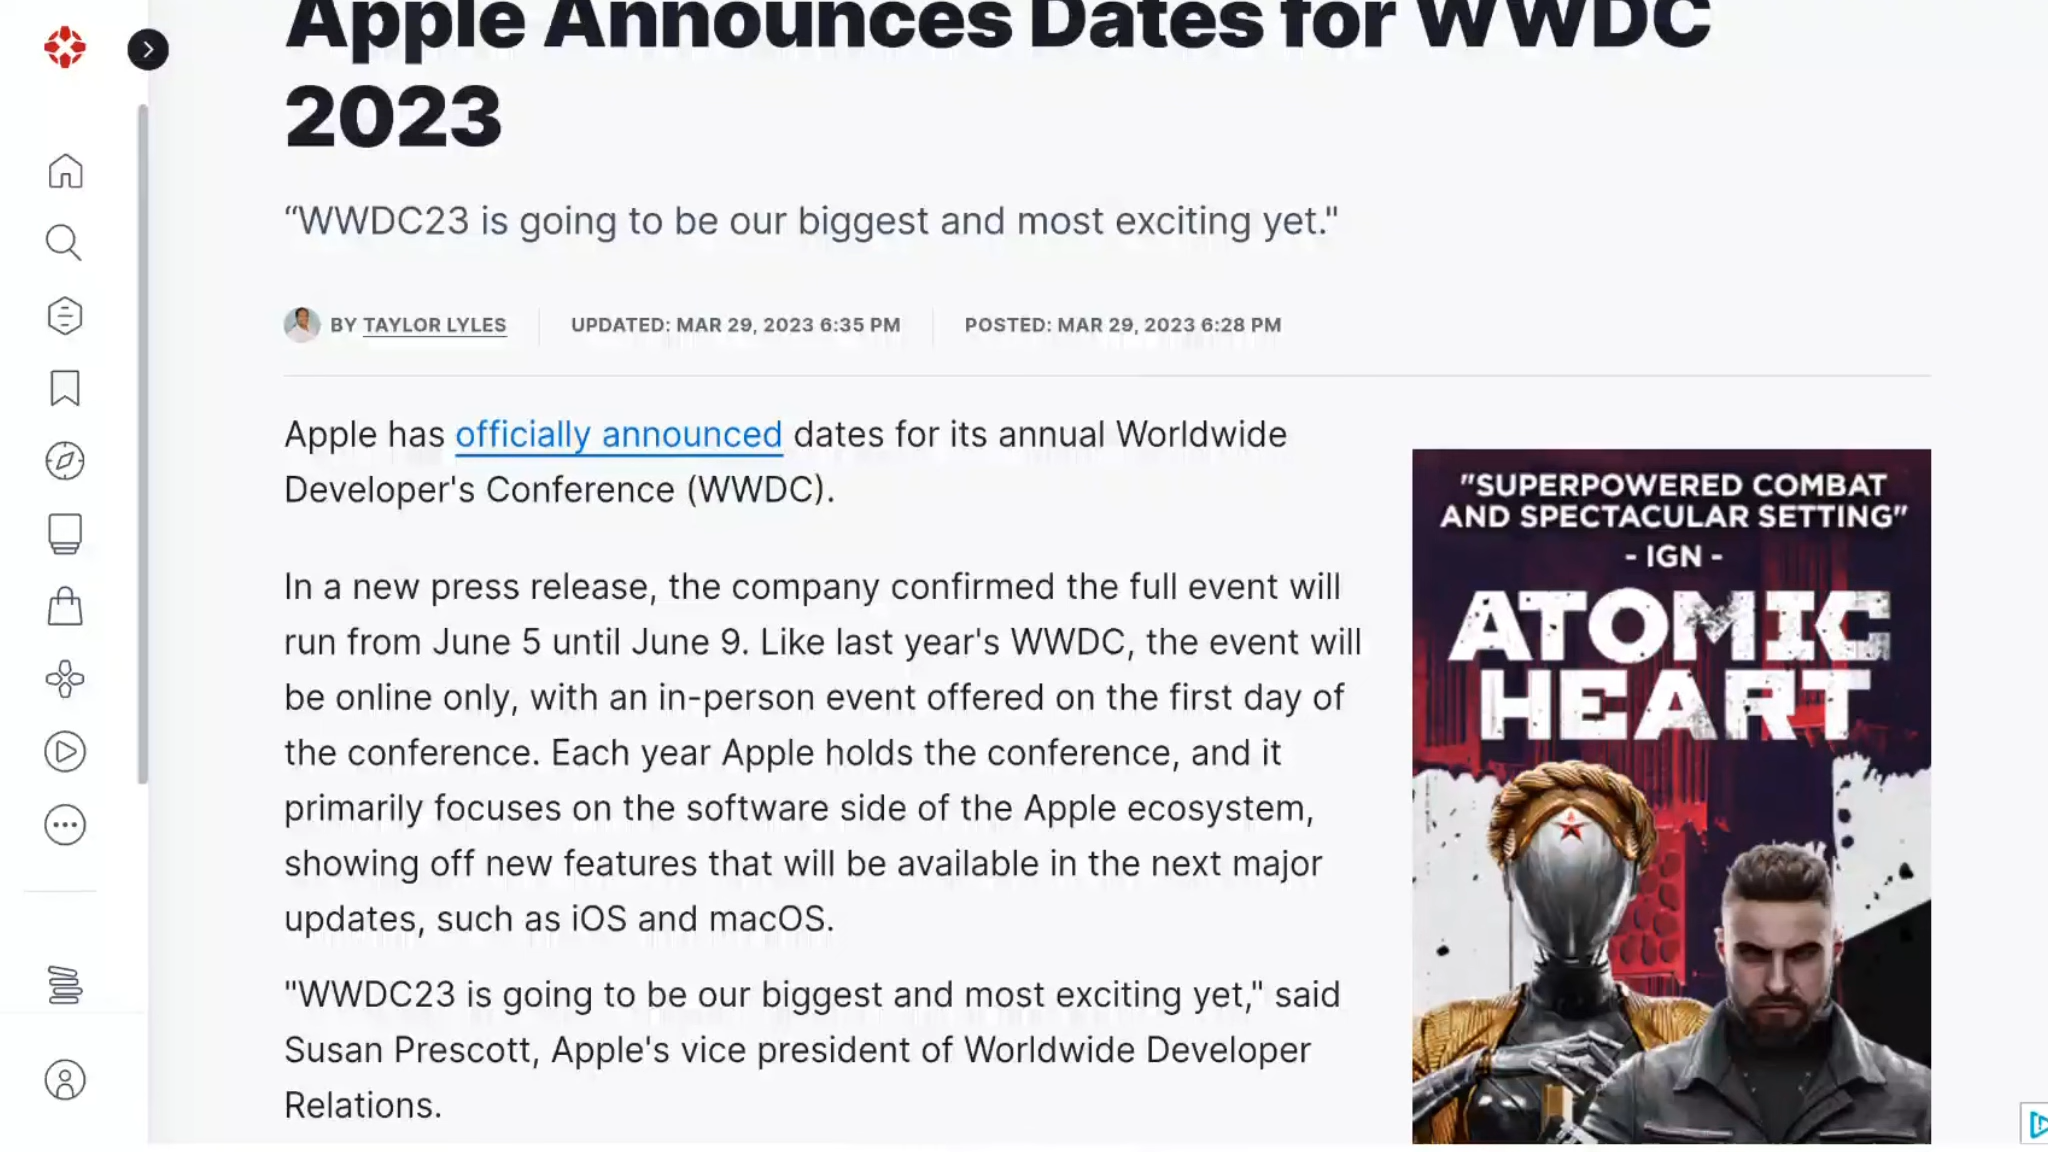 Apple Announces Dates for WWDC
2023
“WWDC23 is going to be our biggest and most exciting yet."
BY TAYLOR LYLES
UPDATED: MAR 29, 2023 6:35 PM
POSTED: MAR 29, 2023 6:28 PM
Apple has officially announced dates for its annual Worldwide
Developer's Conference (WWDC).
In a new press release, the company confirmed the full event will
run from June 5 until June 9. Like last year's WWDC, the event will
be online only, with an in-person event offered on the first day of
the conference. Each year Apple holds the conference, and it
primarily focuses on the software side of the Apple ecosystem,
showing off new features that will be available in the next major
updates, such as iOS and macOS.
"WWDC23 is going to be our biggest and most exciting yet," said
Susan Prescott, Apple's vice president of Worldwide Developer
Relations.
"SUPERPOWERED COMBAT
AND SPECTACULAR SETTING"
- IGN -
ATOMIC
HEART